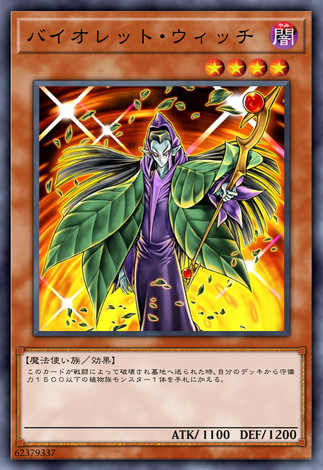 バイオレット・ウィッチ
やみ
闇
【魔法使い族／効果】
このカードが戦闘によって破壊され墓地へ送られた時、自分のデッキから守備
力１５００以下の植物族モンスター１体を手札に加える。
ATK/ 1100 DEF/ 1200
62379337